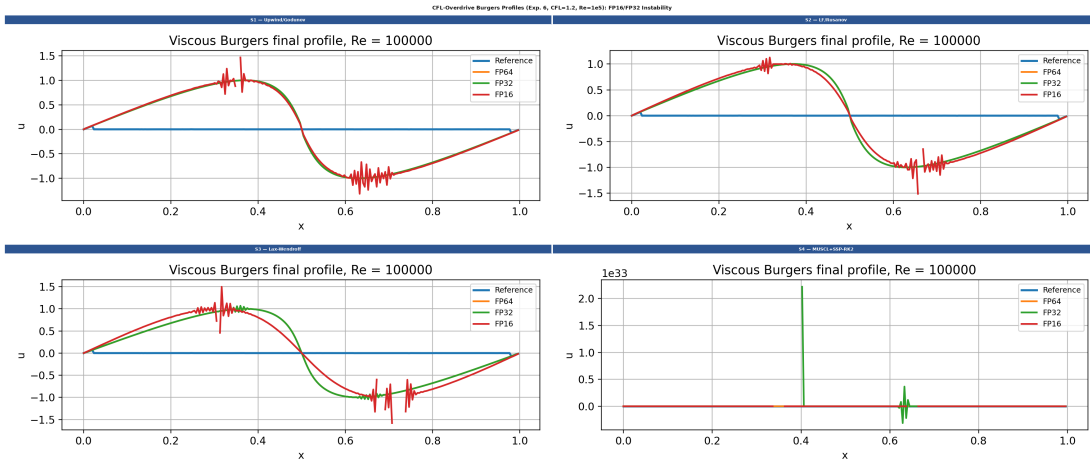 CFL-Overdrive Burgers Profiles (Exp. 6, CFL=1.2, Re=1e5): FP16/FP32 Instability
S1 — Upwind/Godunov
Viscous Burgers final profile, Re = 100000
Reference
FP64
FP32
FP16
1.5
1.0
0.5
0.0
−0.5
−1.0
u
0.0 0.2 0.4 0.6 0.8 1.0
x
S2 — LF/Rusanov
Viscous Burgers final profile, Re = 100000
Reference
FP64
FP32
FP16
1.0
0.5
0.0
−0.5
−1.0
−1.5
u
0.0 0.2 0.4 0.6 0.8 1.0
x
S3 — Lax-Wendroff
Viscous Burgers final profile, Re = 100000
Reference
FP64
FP32
FP16
1.5
1.0
0.5
0.0
−0.5
−1.0
−1.5
u
0.0 0.2 0.4 0.6 0.8 1.0
x
S4 — MUSCL+SSP-RK2
Viscous Burgers final profile, Re = 100000
1e33
Reference
FP64
FP32
FP16
2.0
1.5
1.0
0.5
0.0
u
0.0 0.2 0.4 0.6 0.8 1.0
x